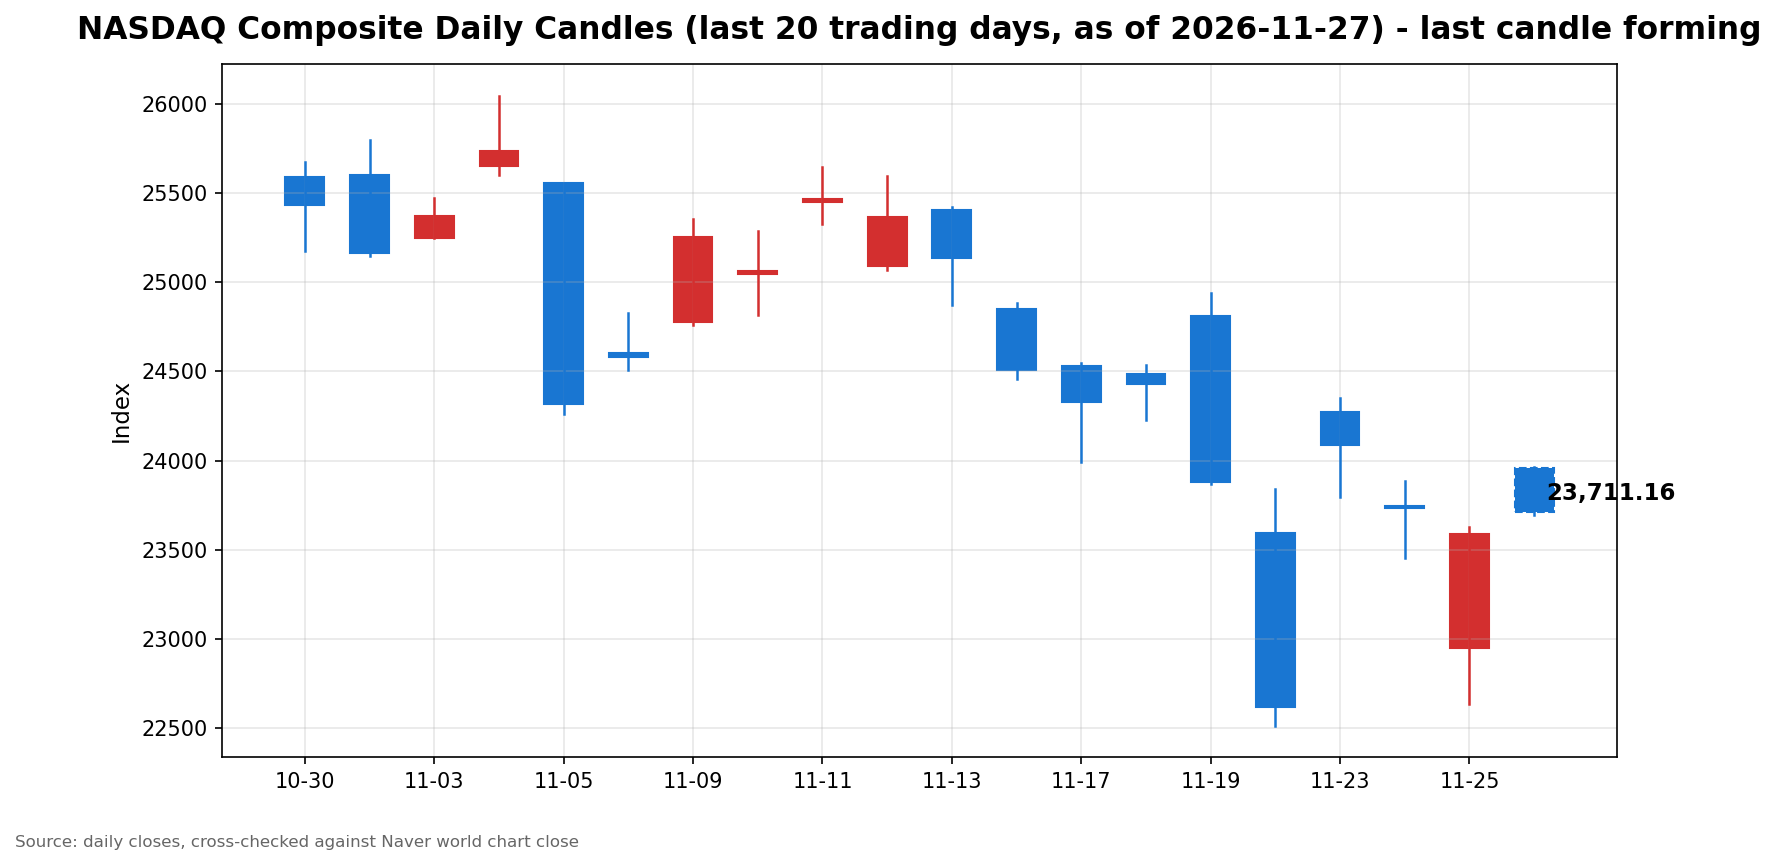 NASDAQ Composite Daily Candles (last 20 trading days, as of 2026-11-27) - last candle forming
26000
25500
25000
24500
24000
23500
23000
22500
Index
23,711.16
10-30 11-03 11-05 11-09 11-11 11-13 11-17 11-19 11-23 11-25
Source: daily closes, cross-checked against Naver world chart close